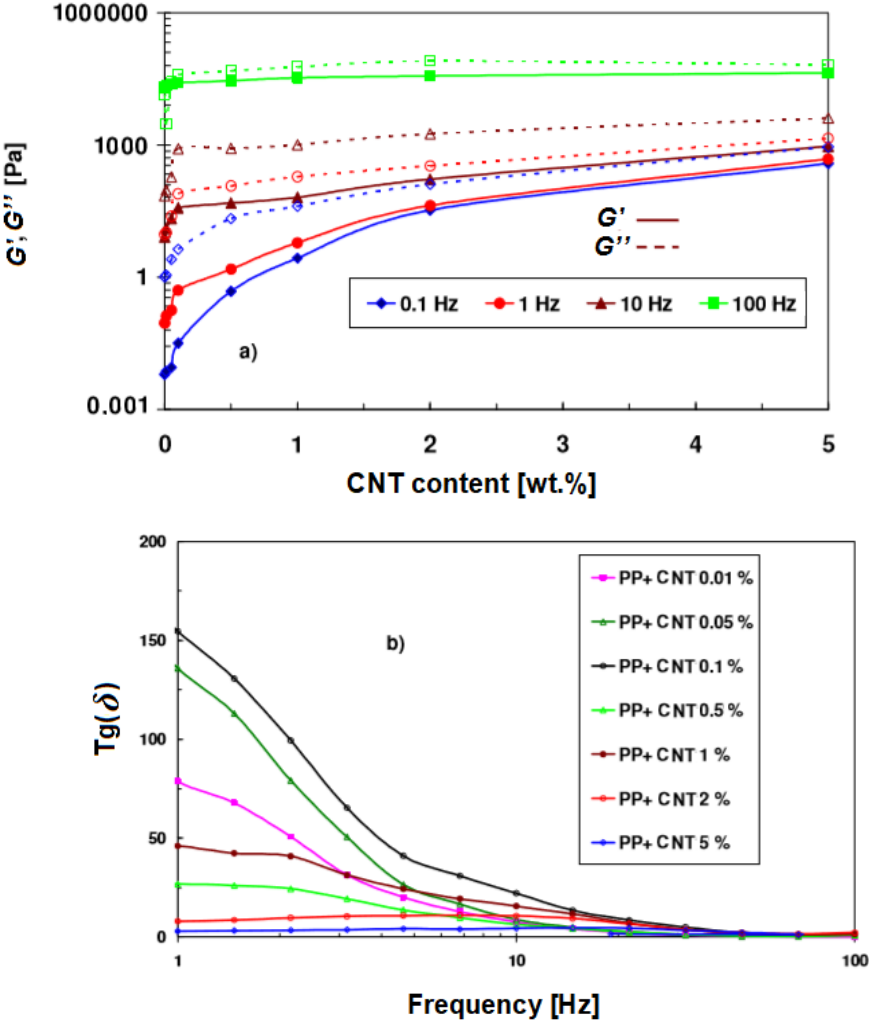 1000000
1000
1
0.001
G', G'' [Pa]
G'
G''
0.1 Hz 1 Hz 10 Hz 100 Hz
a)
0 1 2 3 4 5
CNT content [wt.%]
200
150
100
50
0
Tg(δ)
b)
PP+ CNT 0.01 %
PP+ CNT 0.05 %
PP+ CNT 0.1 %
PP+ CNT 0.5 %
PP+ CNT 1 %
PP+ CNT 2 %
PP+ CNT 5 %
1 10 100
Frequency [Hz]